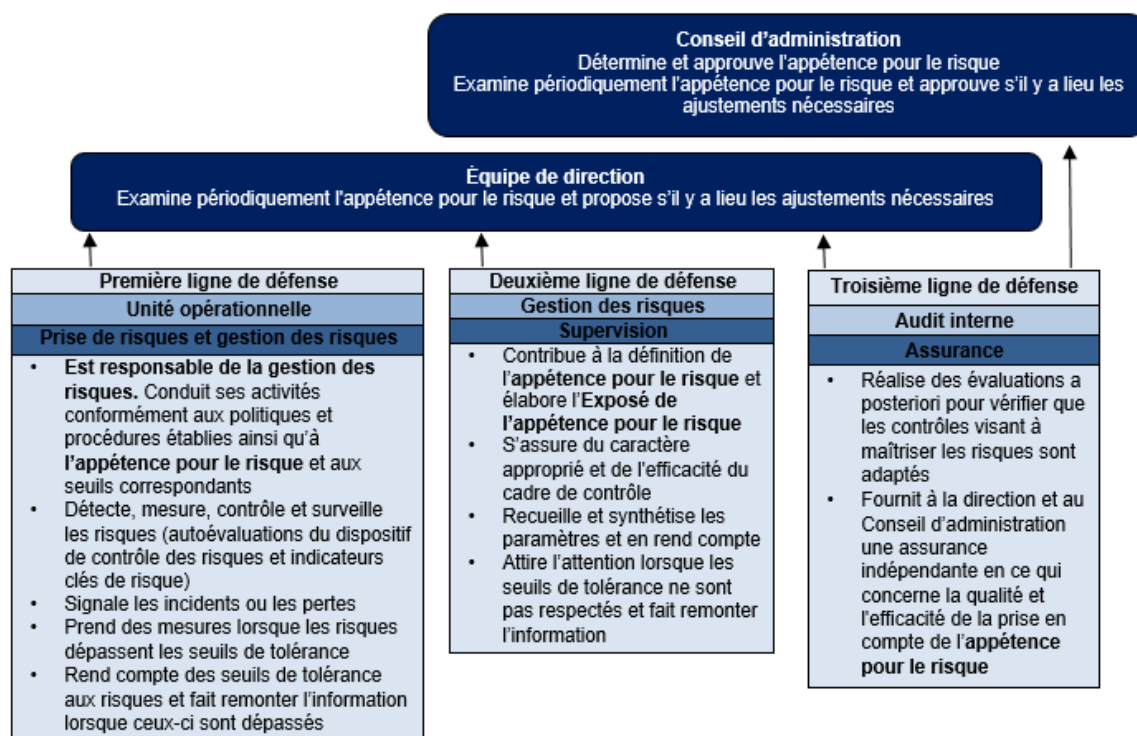 Conseil d’administration
Détermine et approuve l’appétence pour le risque
Examine périodiquement l’appétence pour le risque et approuve s’il y a lieu les
ajustements nécessaires
Équipe de direction
Examine périodiquement l’appétence pour le risque et propose s’il y a lieu les ajustements nécessaires
Première ligne de défense
Unité opérationnelle
Prise de risques et gestion des risques
• Est responsable de la gestion des
risques. Conduit ses activités
conformément aux politiques et
procédures établies ainsi qu’à
l’appétence pour le risque et aux
seuils correspondants
• Détecte, mesure, contrôle et surveille
les risques (autoévaluations du dispositif
de contrôle des risques et indicateurs
clés de risque)
• Signale les incidents ou les pertes
• Prend des mesures lorsque les risques
dépassent les seuils de tolérance
• Rend compte des seuils de tolérance
aux risques et fait remonter l’information
lorsque ceux-ci sont dépassés
Deuxième ligne de défense
Gestion des risques
Supervision
• Contribue à la définition de
l’appétence pour le risque et
élabore l’Exposé de
l’appétence pour le risque
• S’assure du caractère
approprié et de l’efficacité du
cadre de contrôle
• Recueille et synthétise les
paramètres et en rend compte
• Attire l’attention lorsque les
seuils de tolérance ne sont
pas respectés et fait remonter
l’information
Troisième ligne de défense
Audit interne
Assurance
• Réalise des évaluations a
posteriori pour vérifier que
les contrôles visant à
maîtriser les risques sont
adaptés
• Fournit à la direction et au
Conseil d’administration
une assurance
indépendante en ce qui
concerne la qualité et
l’efficacité de la prise en
compte de l’appétence
pour le risque